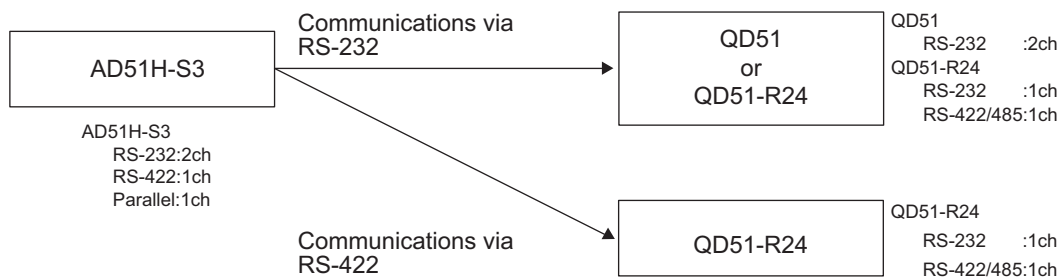 Communications via
RS-232
AD51H-S3
AD51H-S3
RS-232:2ch
RS-422:1ch
Parallel:1ch
QD51
or
QD51-R24
QD51
RS-232 :2ch
QD51-R24
RS-232 :1ch
RS-422/485:1ch
Communications via
RS-422
QD51-R24
QD51-R24
RS-232 :1ch
RS-422/485:1ch